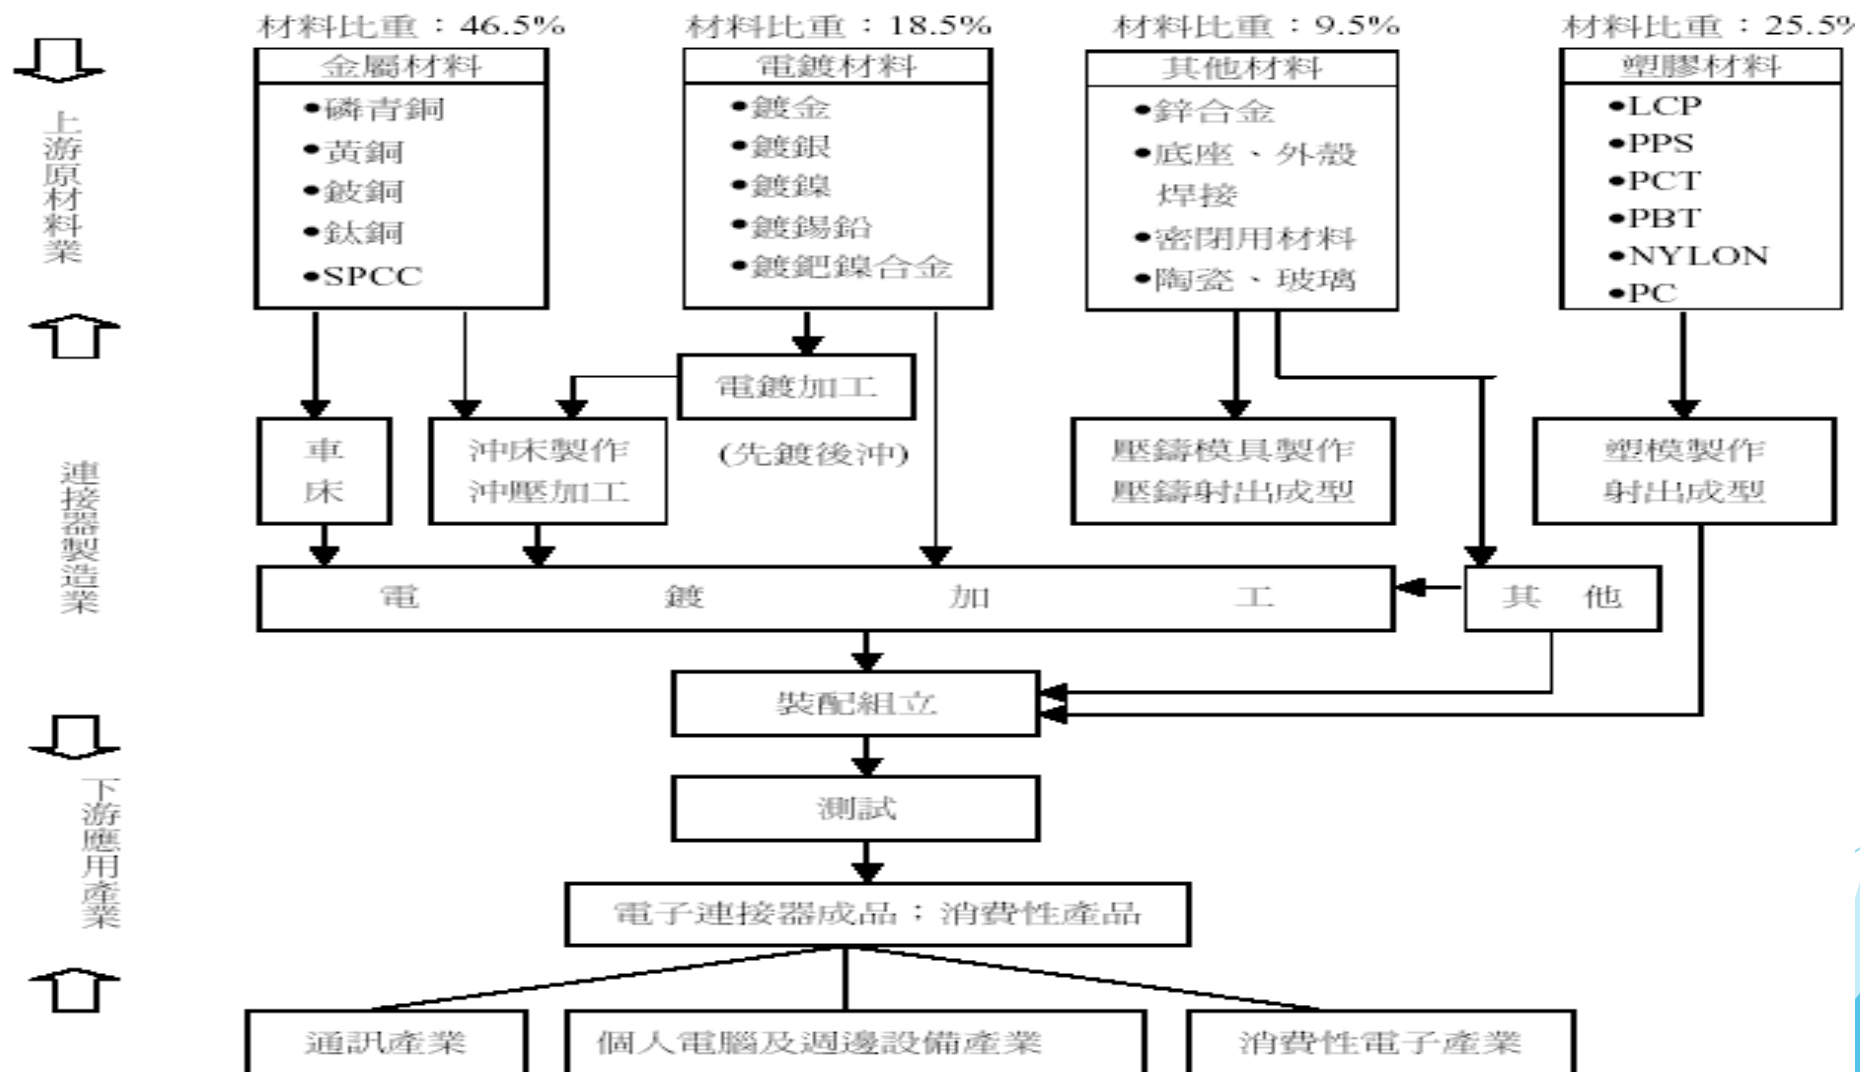 材料比重：46.5%
材料比重：18.5%
材料比重：9.5%
材料比重：25.5%
金屬材料
●磷青銅
●黃銅
●鈹銅
●鈦銅
●SPCC
電鍍材料
●鍍金
●鍍銀
●鍍鎳
●鍍錫鉛
●鍍鈀鎳合金
其他材料
●鋅合金
●底座、外殼
焊接
●密閉用材料
●陶瓷、玻璃
塑膠材料
●LCP
●PPS
●PCT
●PBT
●NYLON
●PC
上游原材料業
連接器製造業
下游應用產業
電鍍加工
(先鍍後沖)
車
床
沖床製作
沖壓加工
壓鑄模具製作
壓鑄射出成型
塑模製作
射出成型
電 鍍 加 工
其 他
裝配組立
測試
電子連接器成品；消費性產品
通訊產業
個人電腦及週邊設備產業
消費性電子產業